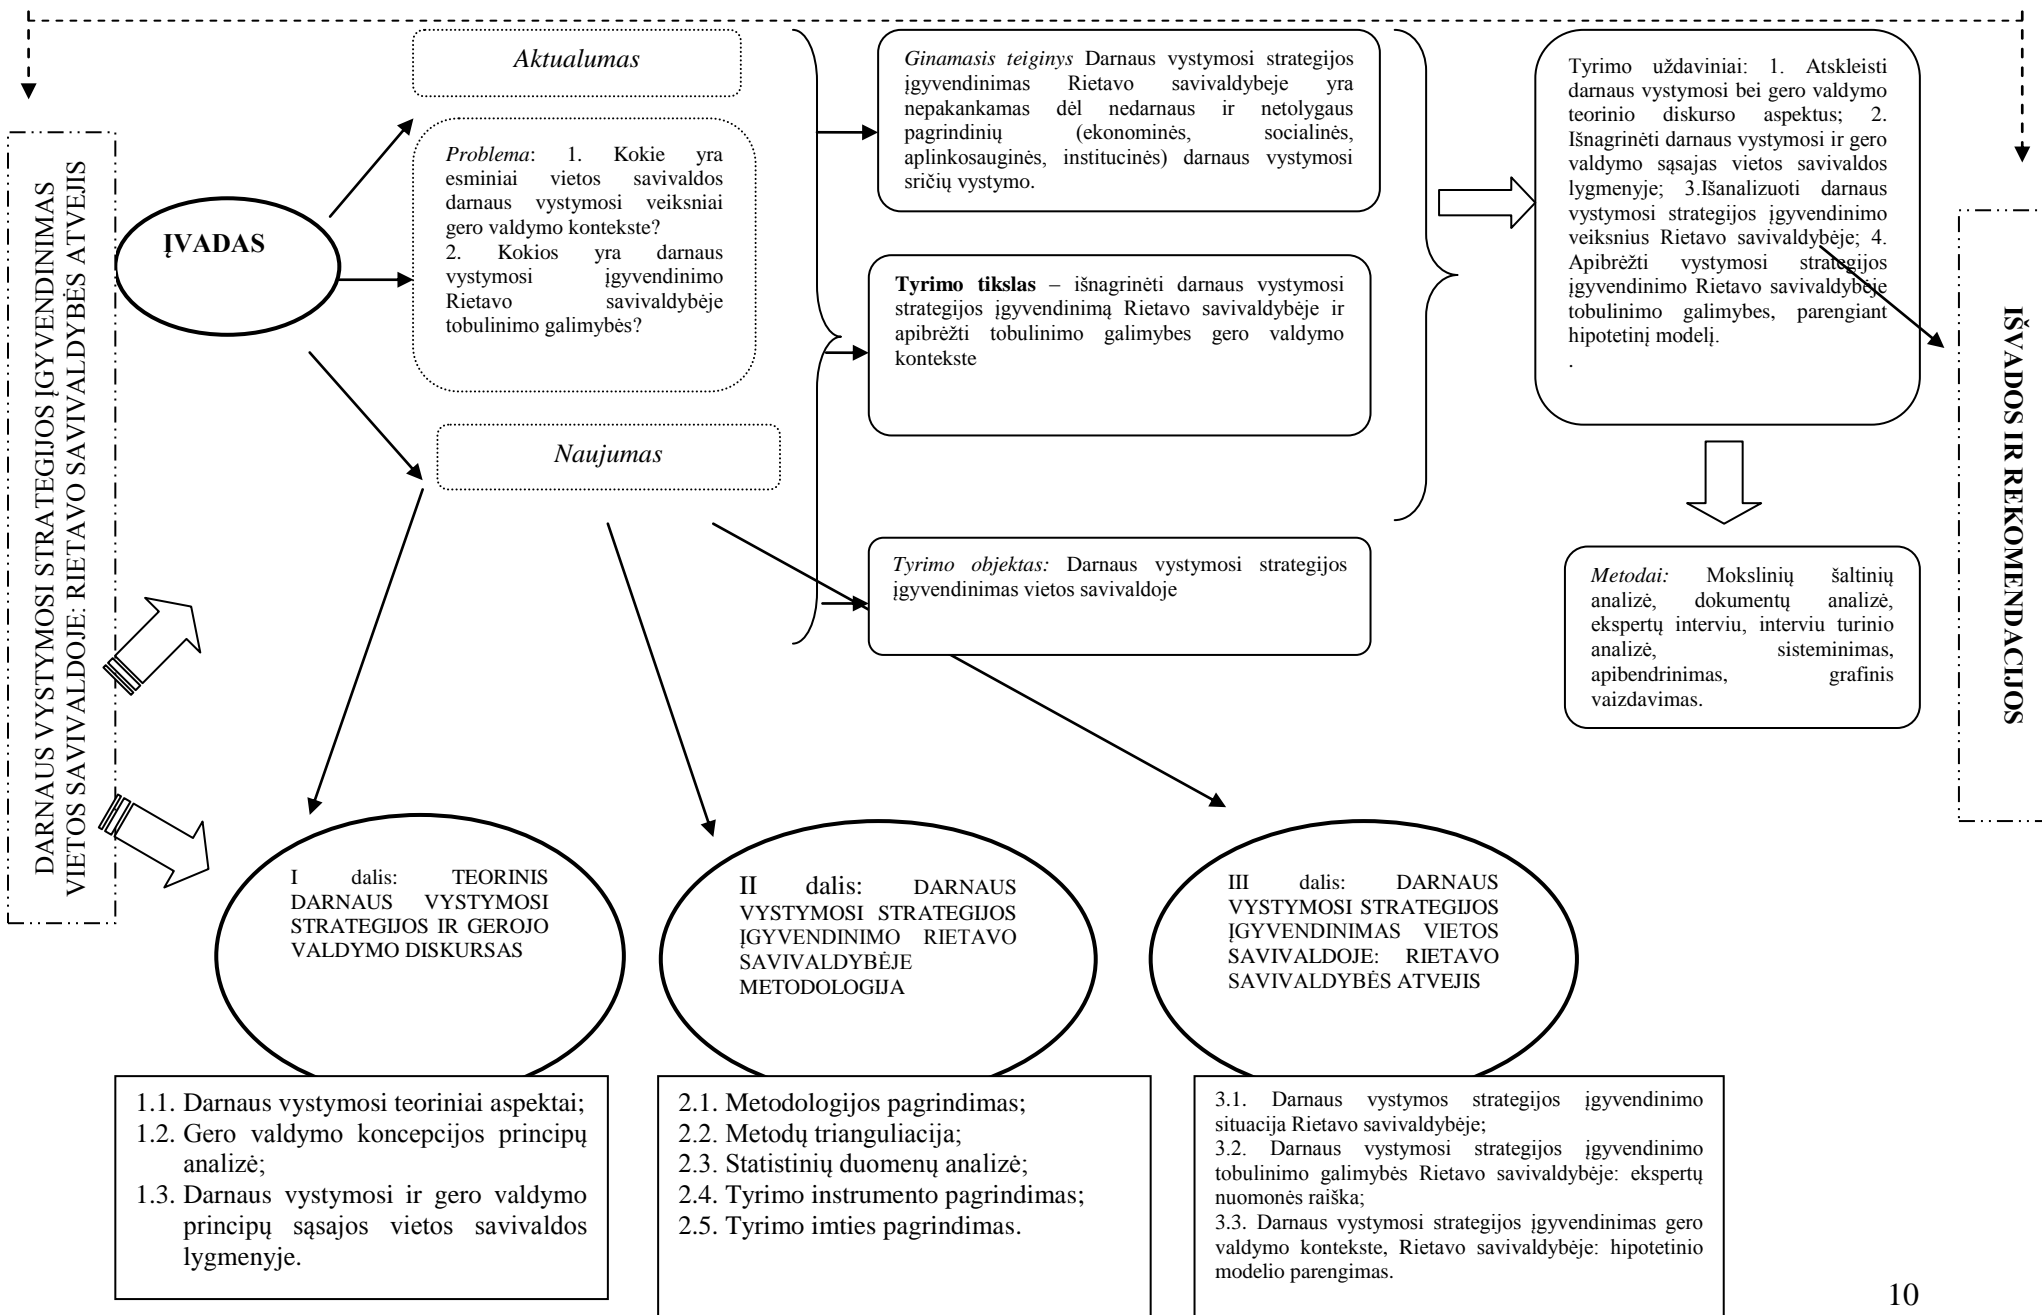 DARNAUS VYSTYMOSI STRATEGIJOS ĮGYVENDINIMAS
VIETOS SAVIVALDOJE: RIETAVO SAVIVALDYBĖS ATVEJIS
ĮVADAS
Aktualumas
Problema: 1. Kokie yra
esminiai vietos savivaldos
darnaus vystymosi veiksniai
gero valdymo kontekste?
2. Kokios yra darnaus
vystymosi įgyvendinimo
Rietavo savivaldybėje
tobulinimo galimybės?
Naujumas
Ginamasis teiginys Darnaus vystymosi strategijos
įgyvendinimas Rietavo savivaldybeje yra
nepakankamas dėl nedarnaus ir netolygaus
pagrindinių (ekonominės, socialinės,
aplinkosauginės, institucinės) darnaus vystymosi
sričių vystymo.
Tyrimo tikslas – išnagrinėti darnaus vystymosi
strategijos įgyvendinimą Rietavo savivaldybėje ir
apibrėžti tobulinimo galimybes gero valdymo
kontekste
Tyrimo objektas: Darnaus vystymosi strategijos
įgyvendinimas vietos savivaldoje
Tyrimo uždaviniai: 1. Atskleisti
darnaus vystymosi bei gero valdymo
teorinio diskurso aspektus; 2.
Išnagrinėti darnaus vystymosi ir gero
valdymo sąsajas vietos savivaldos
lygmenyje; 3.Išanalizuoti darnaus
vystymosi strategijos įgyvendinimo
veiksnius Rietavo savivaldybėje; 4.
Apibrėžti vystymosi strategijos
įgyvendinimo Rietavo savivaldybėje
tobulinimo galimybes, parengiant
hipotetinį modelį.
.
Metodai: Mokslinių šaltinių
analizė, dokumentų analizė,
ekspertų interviu, interviu turinio
analizė, sisteminimas,
apibendrinimas, grafinis
vaizdavimas.
IŠVADOS IR REKOMENDACIJOS
I dalis: TEORINIS
DARNAUS VYSTYMOSI
STRATEGIJOS IR GEROJO
VALDYMO DISKURSAS
II dalis: DARNAUS
VYSTYMOSI STRATEGIJOS
ĮGYVENDINIMO RIETAVO
SAVIVALDYBĖJE
METODOLOGIJA
III dalis: DARNAUS
VYSTYMOSI STRATEGIJOS
ĮGYVENDINIMAS VIETOS
SAVIVALDOJE: RIETAVO
SAVIVALDYBĖS ATVEJIS
1.1. Darnaus vystymosi teoriniai aspektai;
1.2. Gero valdymo koncepcijos principų
analizė;
1.3. Darnaus vystymosi ir gero valdymo
principų sąsajos vietos savivaldos
lygmenyje.
2.1. Metodologijos pagrindimas;
2.2. Metodų trianguliacija;
2.3. Statistinių duomenų analizė;
2.4. Tyrimo instrumento pagrindimas;
2.5. Tyrimo imties pagrindimas.
3.1. Darnaus vystymos strategijos įgyvendinimo
situacija Rietavo savivaldybėje;
3.2. Darnaus vystymosi strategijos įgyvendinimo
tobulinimo galimybės Rietavo savivaldybėje: ekspertų
nuomonės raiška;
3.3. Darnaus vystymosi strategijos įgyvendinimas gero
valdymo kontekste, Rietavo savivaldybėje: hipotetinio
modelio parengimas.
10